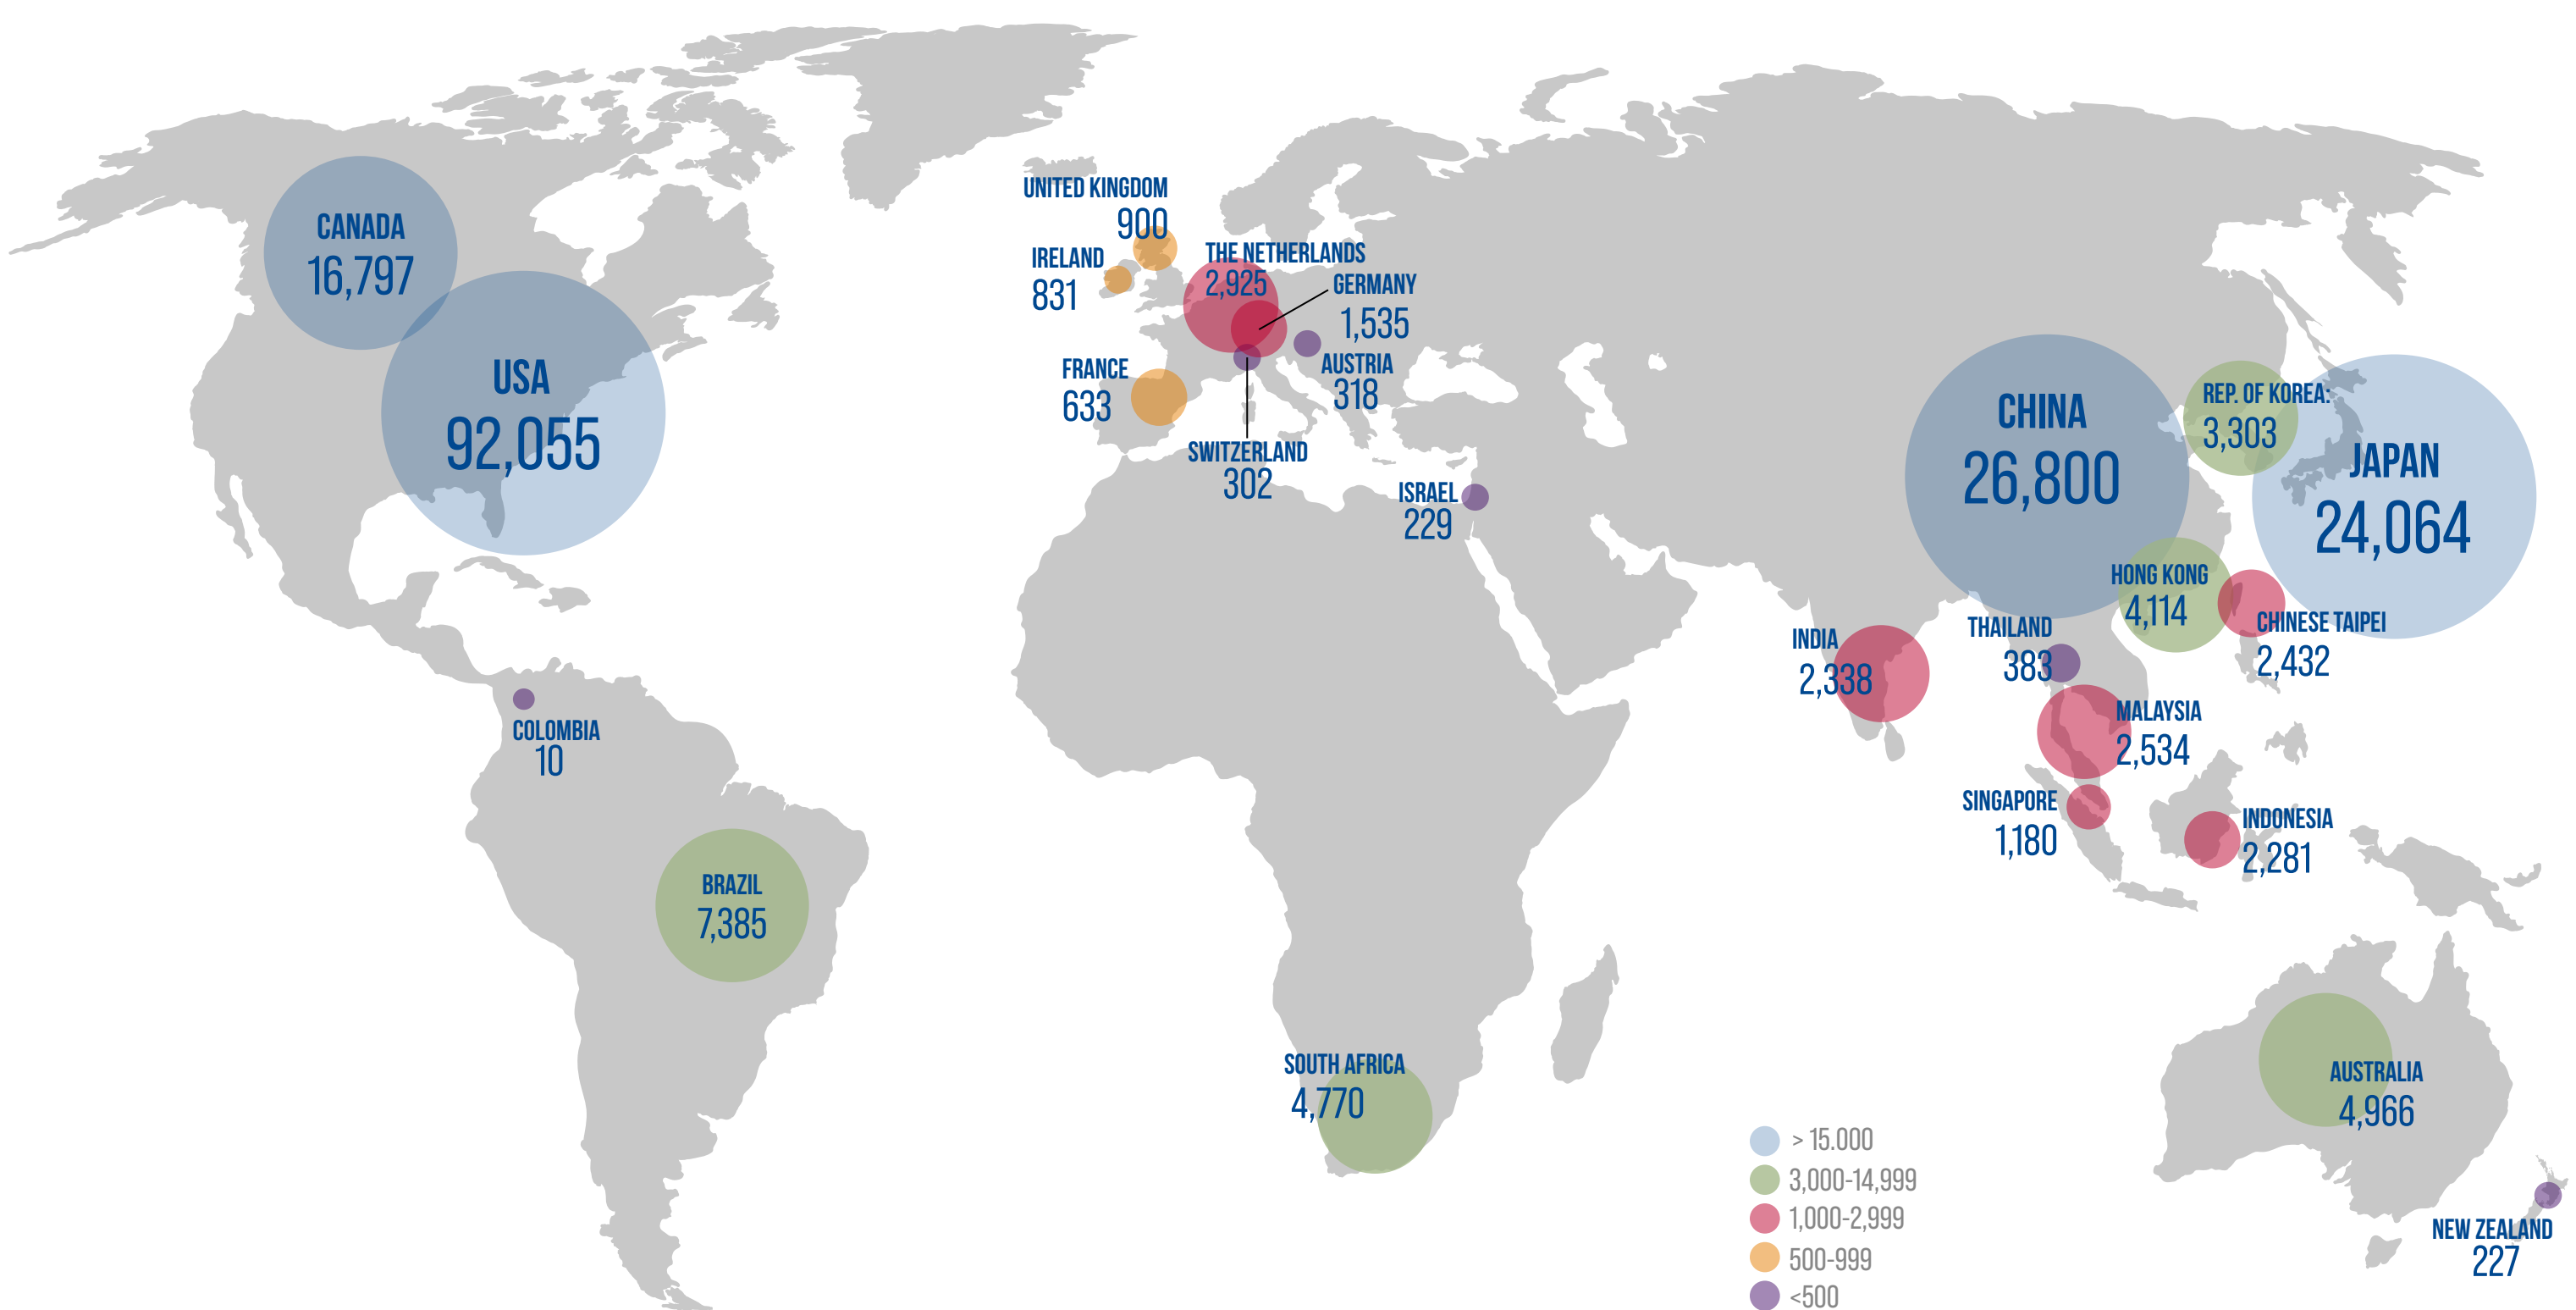 CANADA
16,797
USA
92,055
COLOMBIA
10
BRAZIL
7,385
UNITED KINGDOM
900
IRELAND
831
THE NETHERLANDS
2,925
GERMANY
1,535
AUSTRIA
318
FRANCE
633
SWITZERLAND
302
ISRAEL
229
SOUTH AFRICA
4,770
CHINA
26,800
REP. OF KOREA:
3,303
JAPAN
24,064
HONG KONG
4,114
CHINESE TAIPEI
2,432
INDIA
2,338
THAILAND
383
MALAYSIA
2,534
SINGAPORE
1,180
INDONESIA
2,281
AUSTRALIA
4,966
NEW ZEALAND
227
> 15.000
3,000-14,999
1,000-2,999
500-999
<500